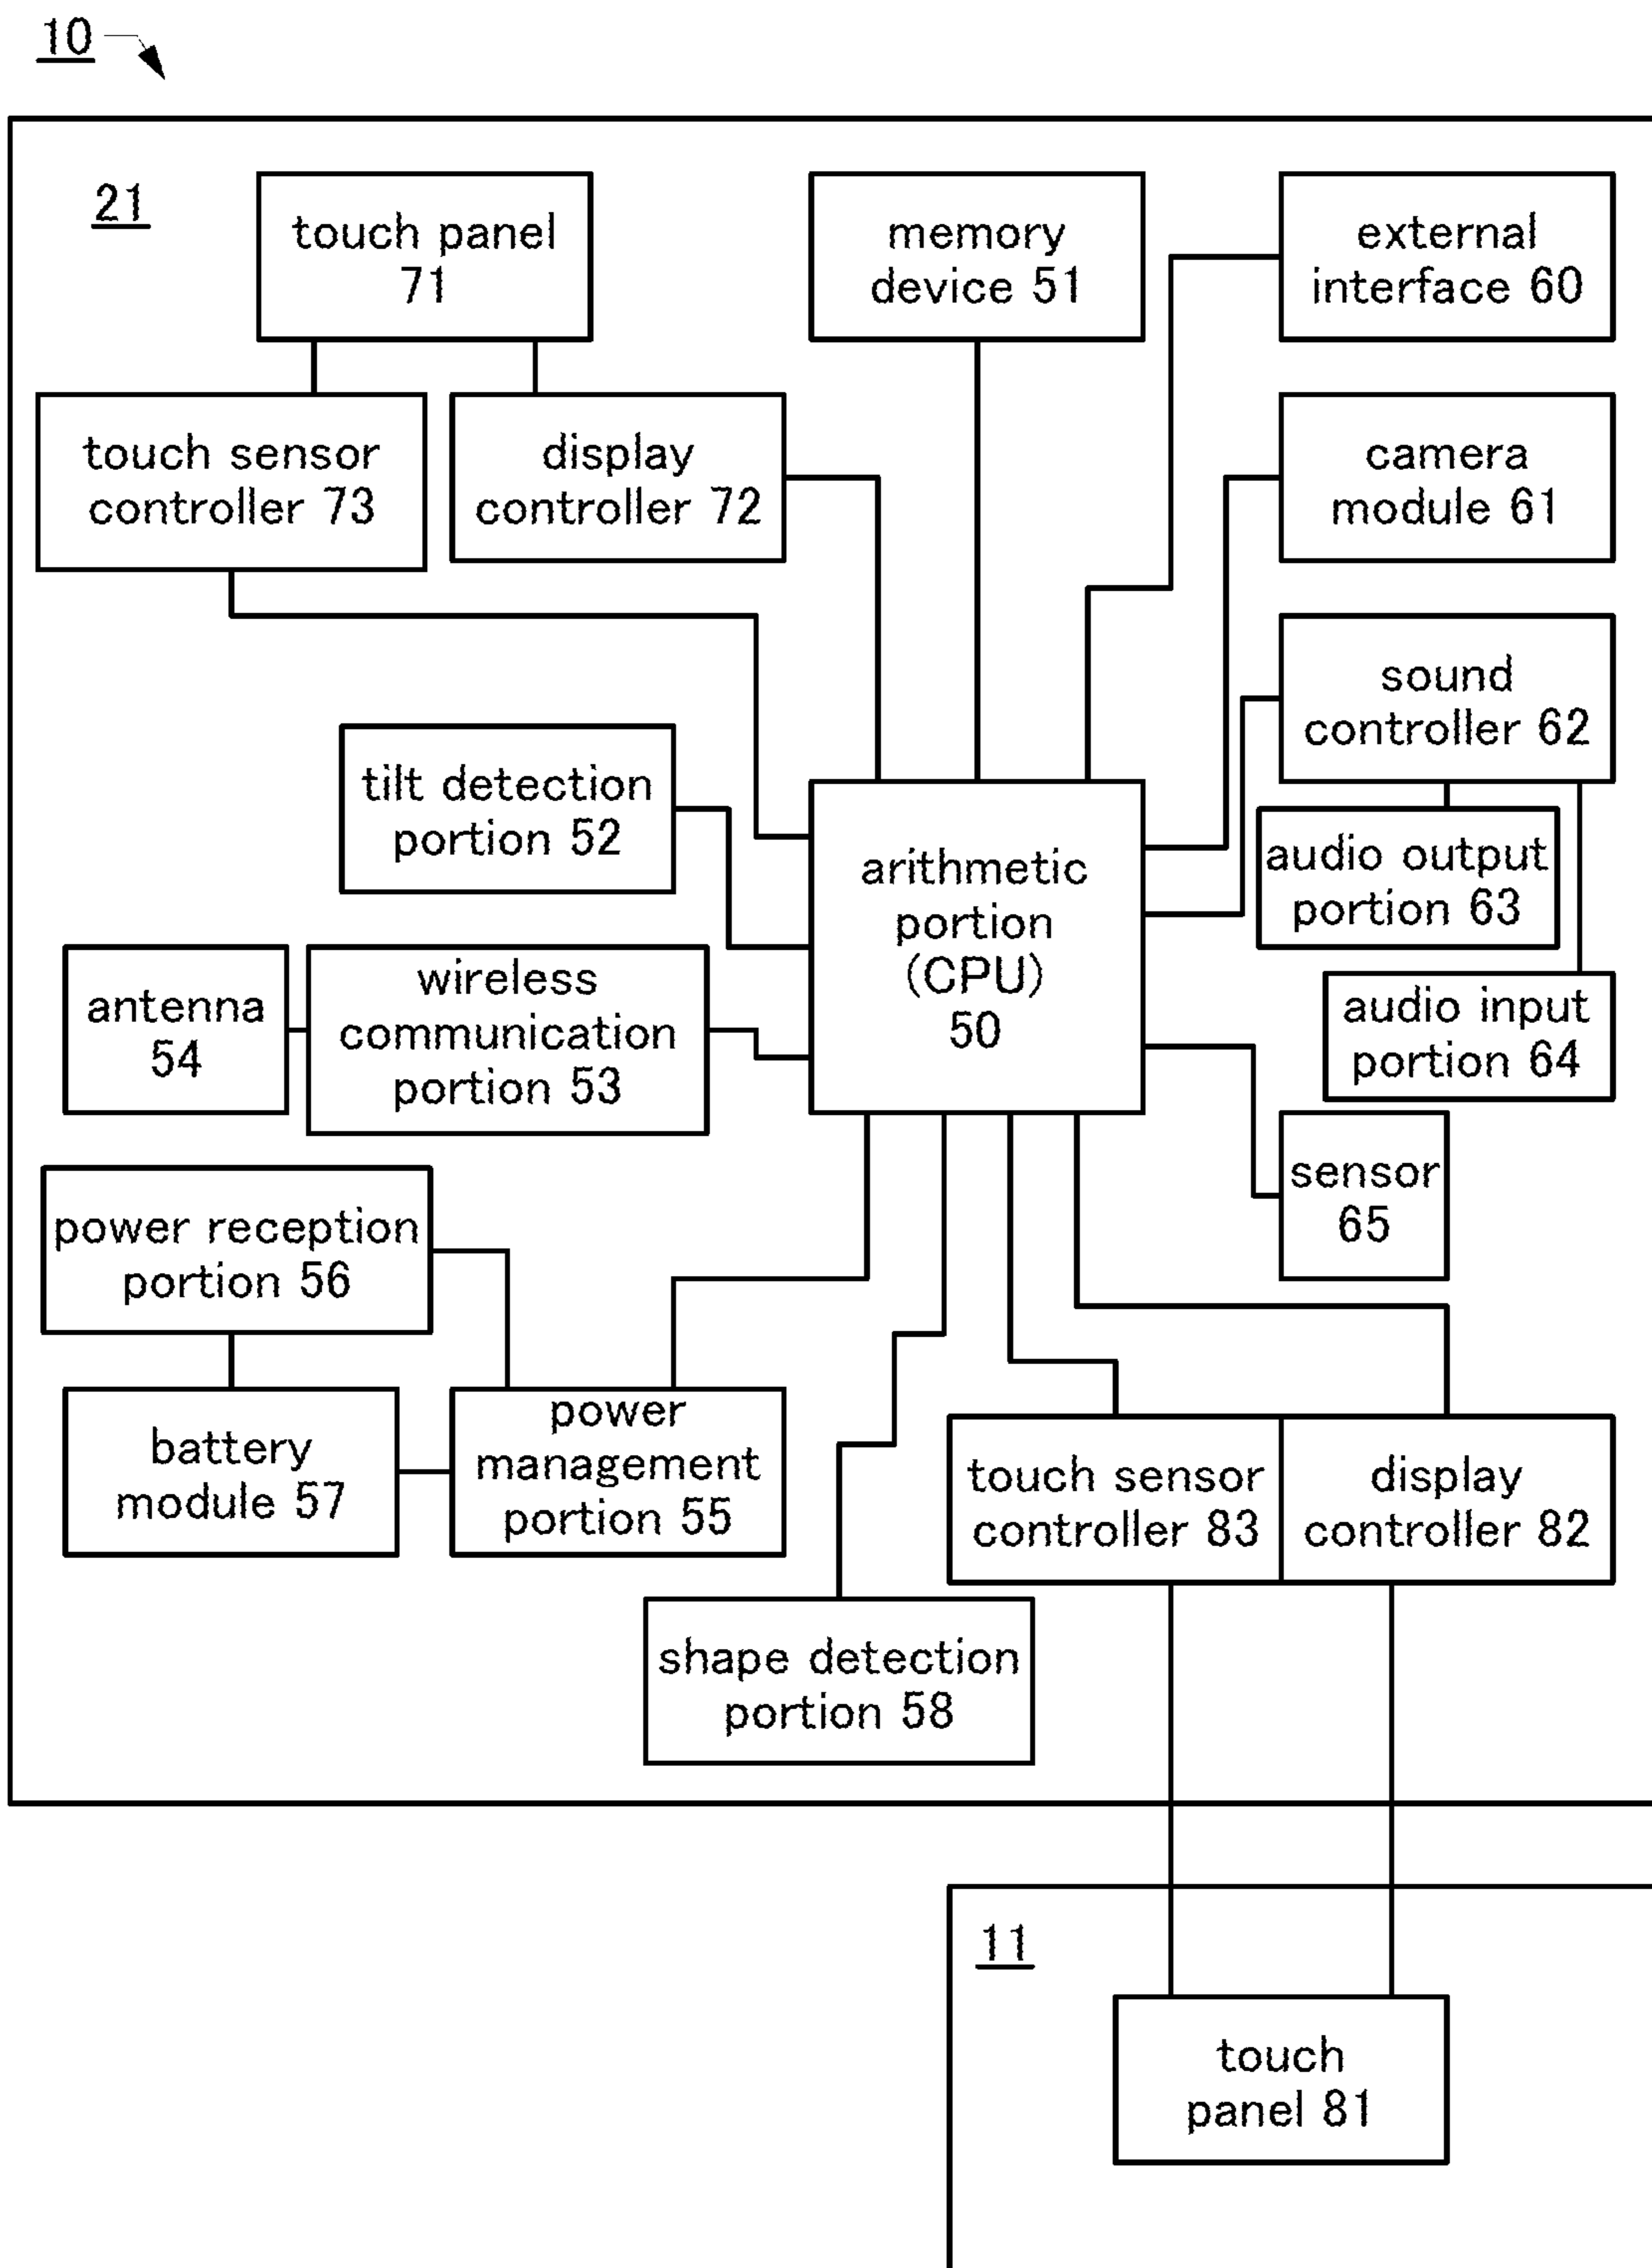 10
21
touch panel
71
memory
device 51
external
interface 60
touch sensor
controller 73
display
controller 72
camera
module 61
sound
controller 62
tilt detection
portion 52
arithmetic
portion
(CPU)
50
audio output
portion 63
antenna
54
wireless
communication
portion 53
audio input
portion 64
sensor
65
power reception
portion 56
battery
module 57
power
management
portion 55
touch sensor
controller 83
display
controller 82
shape detection
portion 58
11
touch
panel 81